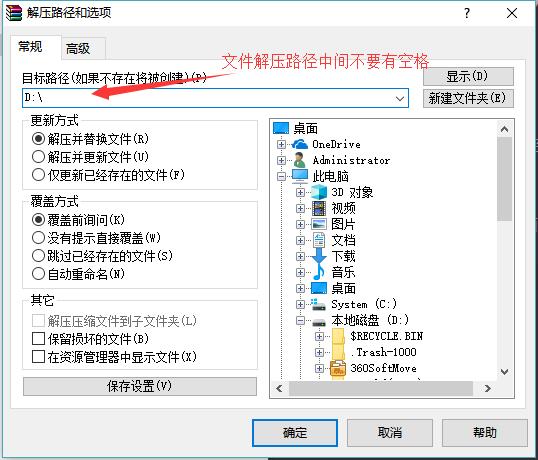 解压路径和选项
常规
高级
文件解压路径中间不要有空格
目标路径(如果不存在将被创建)(P)
显示(D)
D:\
新建文件夹(E)
更新方式
解压并替换文件(R)
解压并更新文件(U)
仅更新已经存在的文件(F)
覆盖方式
覆盖前询问(K)
没有提示直接覆盖(W)
跳过已经存在的文件(S)
自动重命名(N)
其它
解压压缩文件到子文件夹(L)
保留损坏的文件(B)
在资源管理器中显示文件(X)
保存设置(V)
桌面
OneDrive
Administrator
此电脑
3D 对象
视频
图片
文档
下载
音乐
桌面
System (C:)
本地磁盘 (D:)
$RECYCLE.BIN
.Trash-1000
360SoftMove
确定
取消
帮助